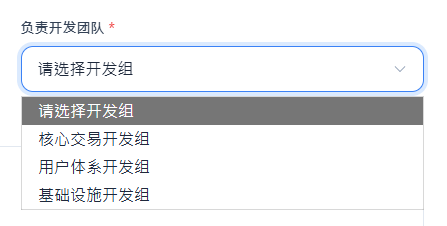 负责开发团队 *
请选择开发组
请选择开发组
核心交易开发组
用户体系开发组
基础设施开发组